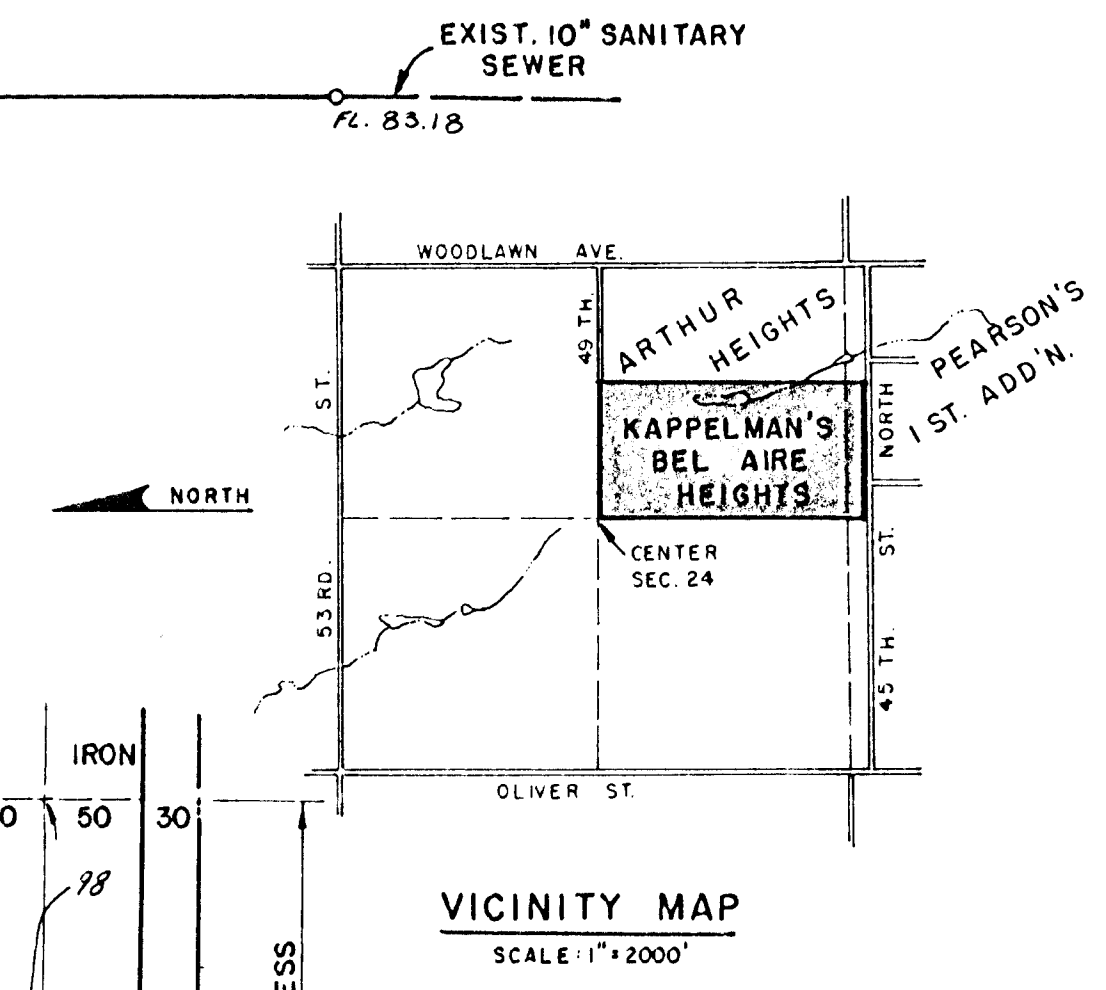 EXIST. 10" SANITARY
SEWER
FL. 83.18
WOODLAWN AVE.
49 TH.
ARTHUR
HEIGHTS
PEARSON'S
1 ST. ADD'N.
53 RD. ST.
NORTH
KAPPELMAN'S
BEL AIRE
HEIGHTS
CENTER
SEC. 24
45 TH. ST. NORTH
OLIVER ST.
IRON
0 50 30
98
ESS
VICINITY MAP
SCALE: 1" = 2000'